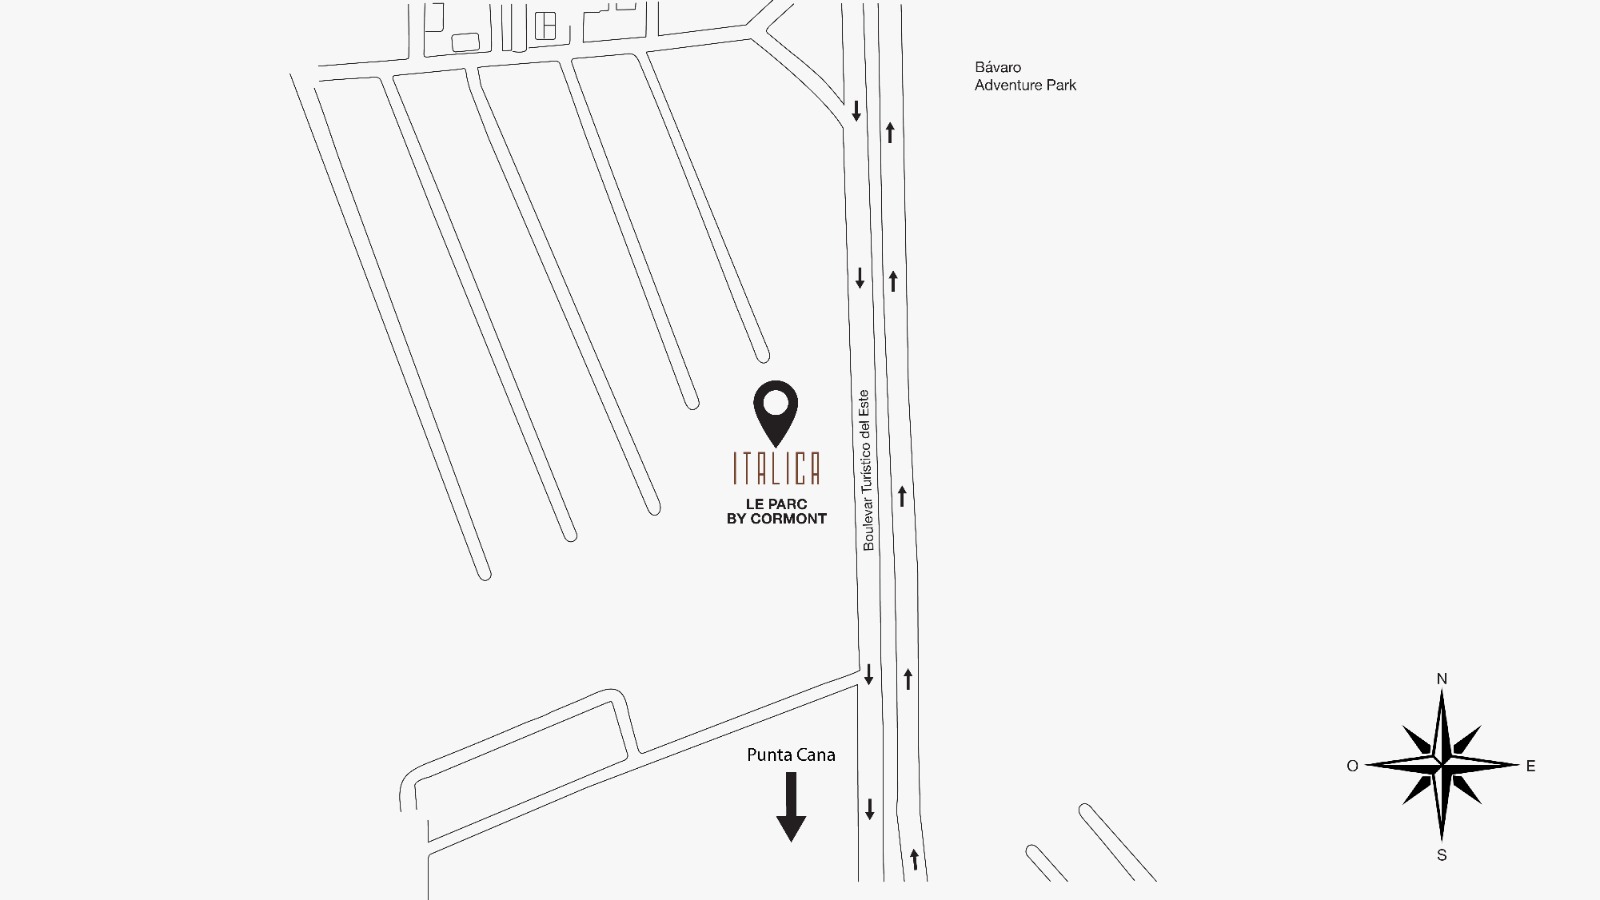 Bávaro
Adventure Park
Boulevar Turístico del Este
ITALICA
LE PARC
BY CORMONT
Punta Cana
N
O
E
S